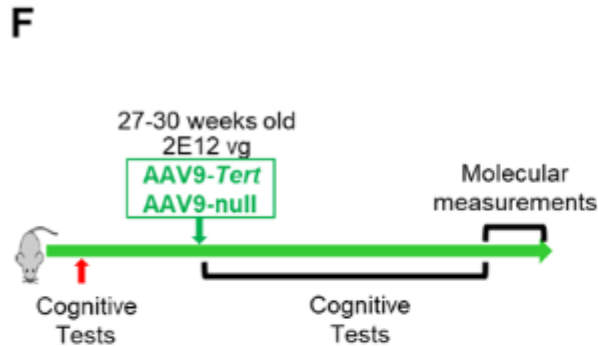 F
27-30 weeks old
2E12 vg
AAV9-Tert
AAV9-null
Molecular
measurements
Cognitive
Tests
Cognitive
Tests